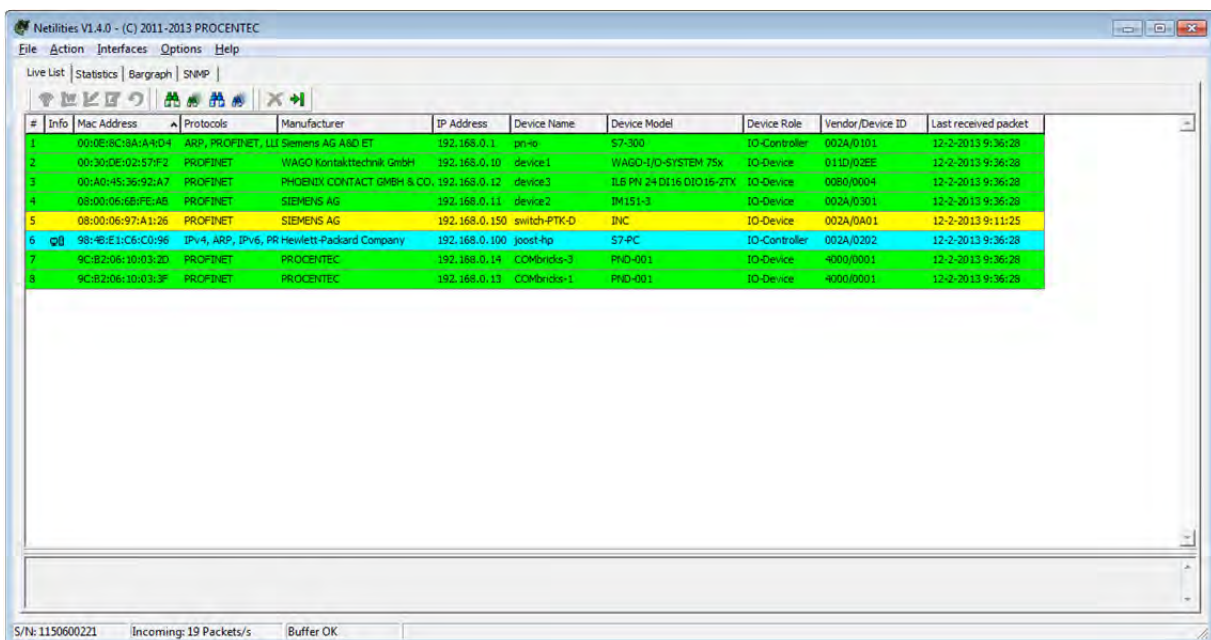 Netilities V1.4.0 - (C) 2011-2013 PROCENTEC
File Action Interfaces Options Help
Live List Statistics Bargraph SNMP
# Info Mac Address Protocols Manufacturer IP Address Device Name Device Model Device Role Vendor/Device ID Last received packet
1 00:0E:8C:8A:A4:D4 ARP, PROFINET, LLI Siemens AG A&D ET 192.168.0.1 pn-io S7-300 IO-Controller 002A/0101 12-2-2013 9:36:28
2 00:30:DE:02:57:F2 PROFINET WAGO Kontakttechnik GmbH 192.168.0.10 device1 WAGO-I/O-SYSTEM 75x IO-Device 011D/02EE 12-2-2013 9:36:28
3 00:A0:45:36:92:A7 PROFINET PHOENIX CONTACT GMBH & CO. 192.168.0.12 device3 ILB PN 24 DI16 DIO16-2TX IO-Device 00B0/0004 12-2-2013 9:36:28
4 08:00:06:6B:FE:AB PROFINET SIEMENS AG 192.168.0.11 device2 IM151-3 IO-Device 002A/0301 12-2-2013 9:36:28
5 08:00:06:97:A1:26 PROFINET SIEMENS AG 192.168.0.150 switch-PTK-D INC IO-Device 002A/0A01 12-2-2013 9:11:25
6 98:4B:E1:C6:C0:96 IPv4, ARP, IPv6, PR Hewlett-Packard Company 192.168.0.100 joost-hp S7-PC IO-Controller 002A/0202 12-2-2013 9:36:28
7 9C:B2:06:10:03:2D PROFINET PROCENTEC 192.168.0.14 COMbricks-3 PND-001 IO-Device 4000/0001 12-2-2013 9:36:28
8 9C:B2:06:10:03:3F PROFINET PROCENTEC 192.168.0.13 COMbricks-1 PND-001 IO-Device 4000/0001 12-2-2013 9:36:28
S/N: 1150600221 Incoming: 19 Packets/s Buffer OK